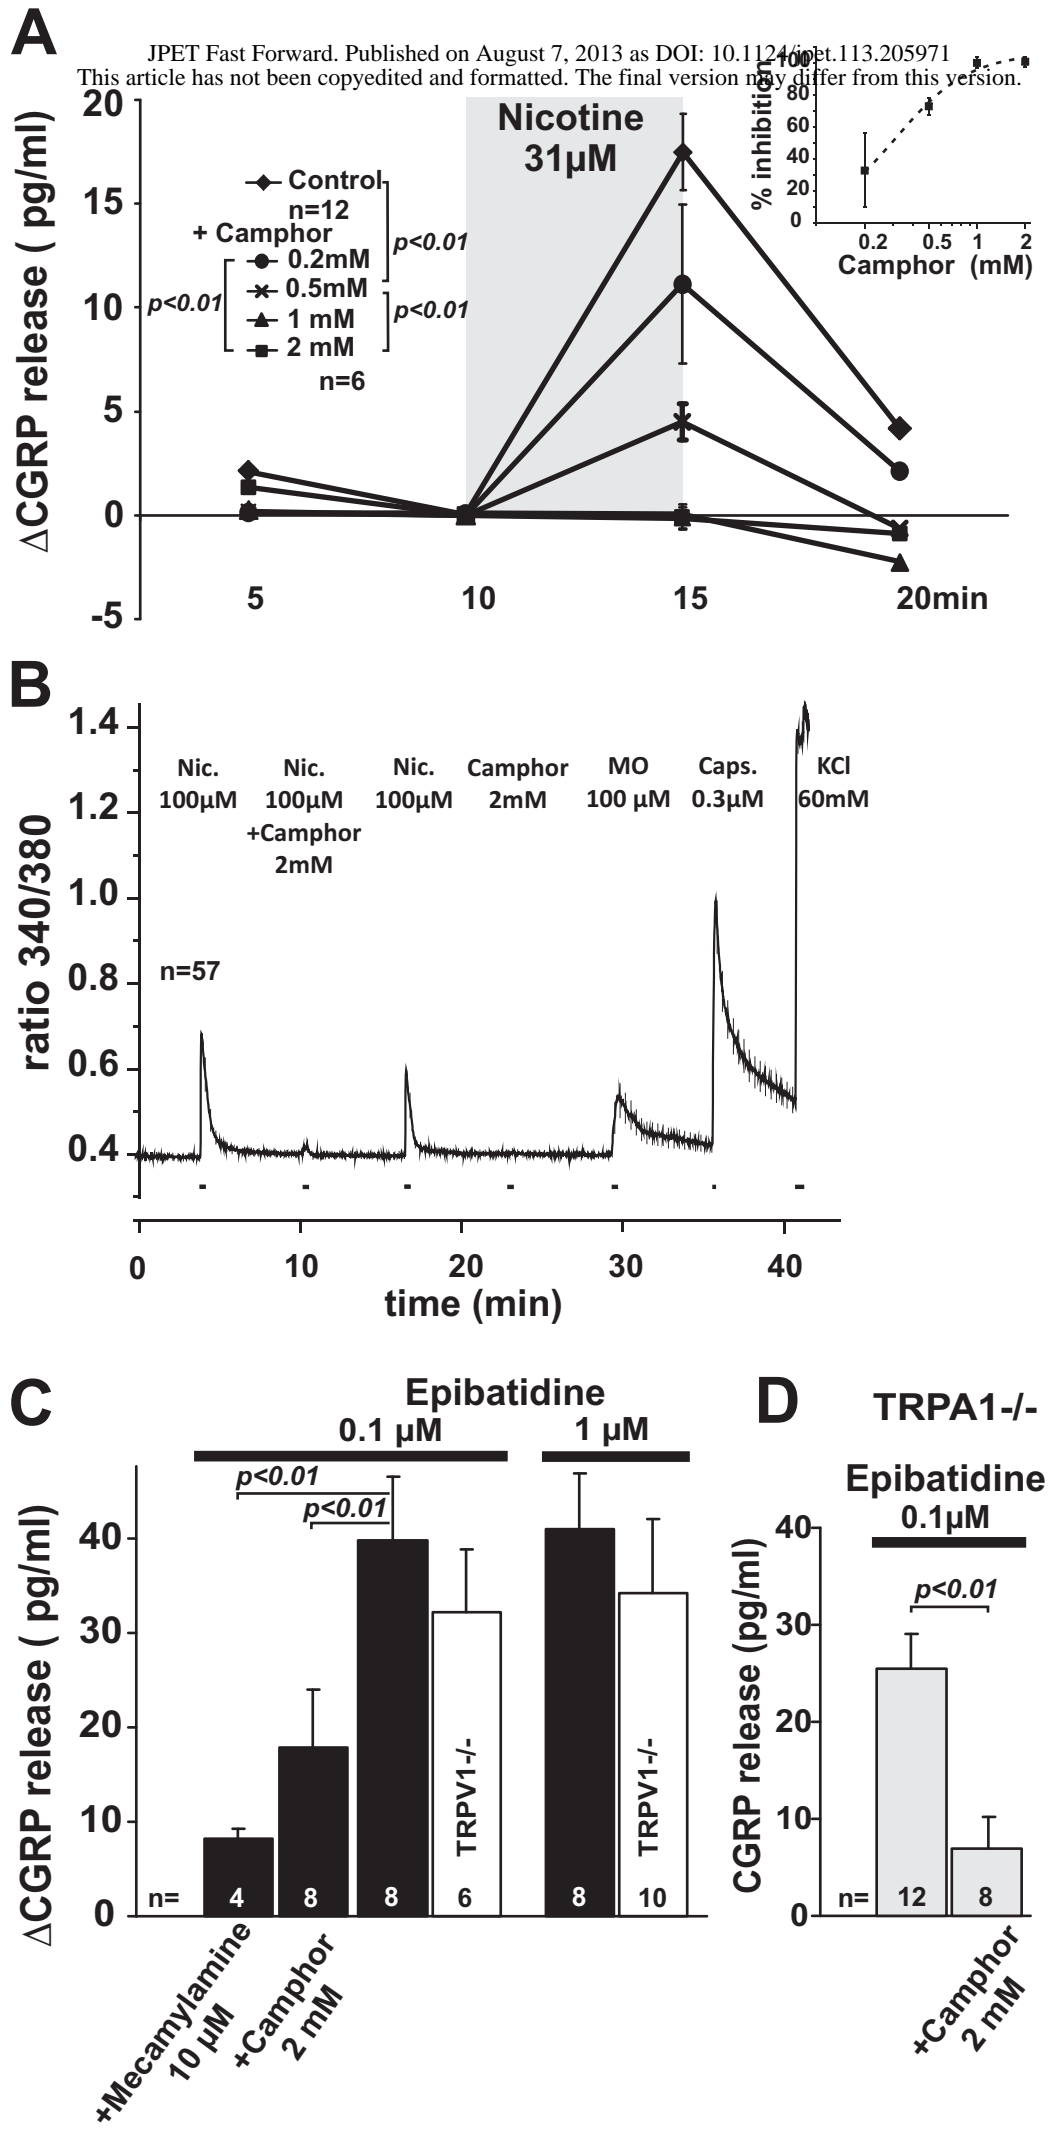 A
JPET Fast Forward. Published on August 7, 2013 as DOI: 10.1124/jpet.113.205971
This article has not been copyedited and formatted. The final version may differ from this version.
ΔCGRP release ( pg/ml)
20
15
10
5
0
-5
Nicotine
31µM
Control
n=12
+ Camphor
0.2mM
0.5mM
1 mM
2 mM
n=6
p<0.01
p<0.01
p<0.01
5
10
15
20min
% inhibition
100
80
60
40
20
0
0.2
0.5
1
2
Camphor (mM)
B
ratio 340/380
1.4
1.2
1.0
0.8
0.6
0.4
Nic.
100µM
Nic.
100µM
+Camphor
2mM
Nic.
100µM
Camphor
2mM
MO
100 µM
Caps.
0.3µM
KCl
60mM
n=57
0
10
20
30
40
time (min)
C
Epibatidine
0.1 µM
1 µM
p<0.01
p<0.01
ΔCGRP release ( pg/ml)
40
30
20
10
0
TRPV1-/-
TRPV1-/-
n=
4
8
8
6
8
10
+Mecamylamine
10 µM
+Camphor
2 mM
D
TRPA1-/-
Epibatidine
0.1µM
p<0.01
CGRP release (pg/ml)
40
30
20
10
0
n=
12
8
+Camphor
2 mM